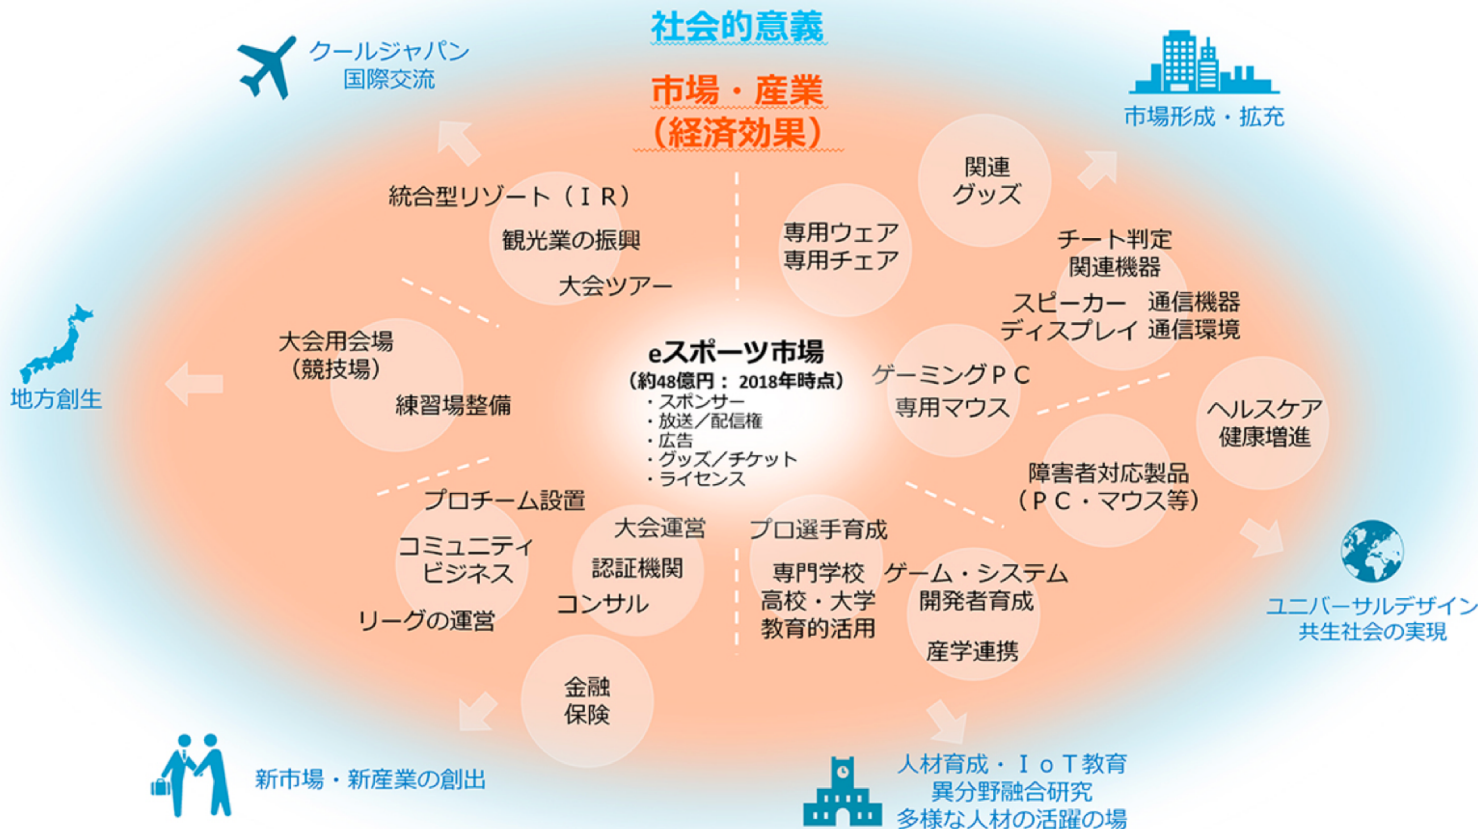 社会的意義
市場・産業
（経済効果）
クールジャパン
国際交流
市場形成・拡充
統合型リゾート（ＩＲ）
観光業の振興
大会ツアー
専用ウェア
専用チェア
関連
グッズ
チート判定
関連機器
スピーカー
ディスプレイ
通信機器
通信環境
ゲーミングＰＣ
専用マウス
大会用会場
（競技場）
練習場整備
地方創生
eスポーツ市場
（約48億円： 2018年時点）
・スポンサー
・放送／配信権
・広告
・グッズ／チケット
・ライセンス
ヘルスケア
健康増進
障害者対応製品
（ＰＣ・マウス等）
ユニバーサルデザイン
共生社会の実現
プロチーム設置
コミュニティ
ビジネス
リーグの運営
大会運営
認証機関
コンサル
金融
保険
プロ選手育成
専門学校
高校・大学
教育的活用
ゲーム・システム
開発者育成
産学連携
新市場・新産業の創出
人材育成・ＩｏＴ教育
異分野融合研究
多様な人材の活躍の場